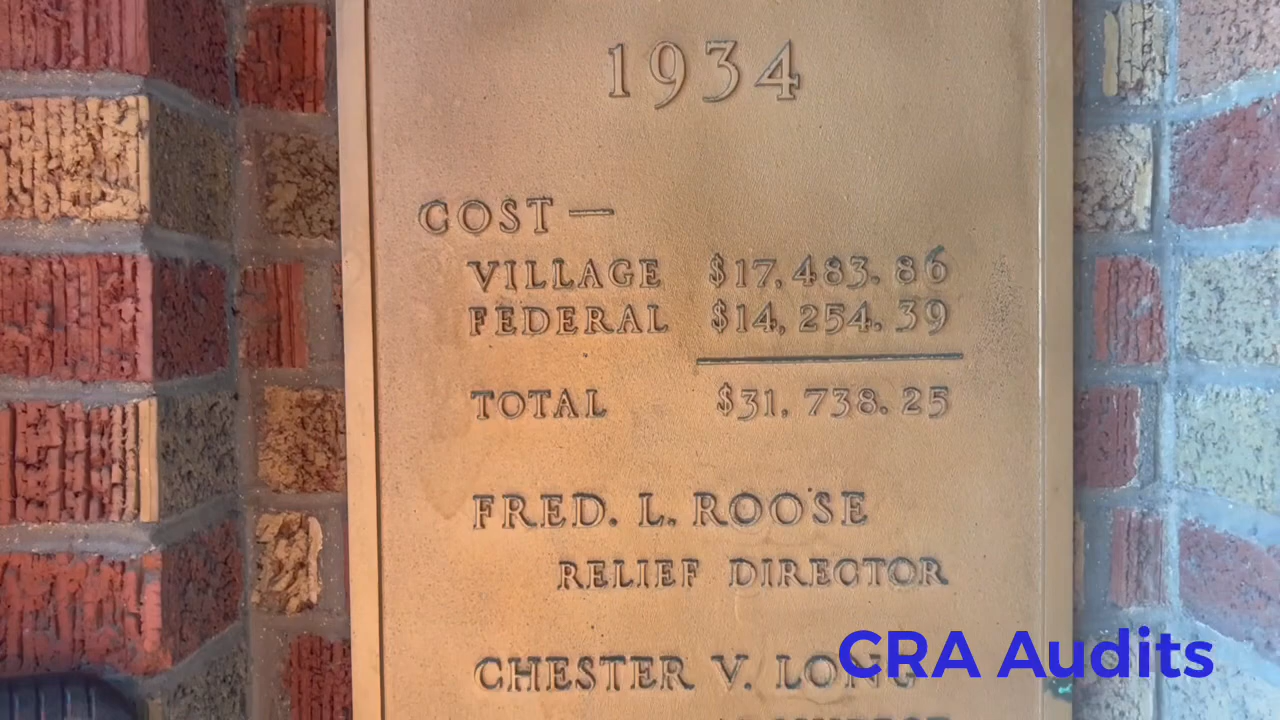 1934
COST —
VILLAGE $17,483.86
FEDERAL $14,254.39
TOTAL $31,738.25
FRED. L. ROOSE
RELIEF DIRECTOR
CHESTER V. LONG
CRA Audits